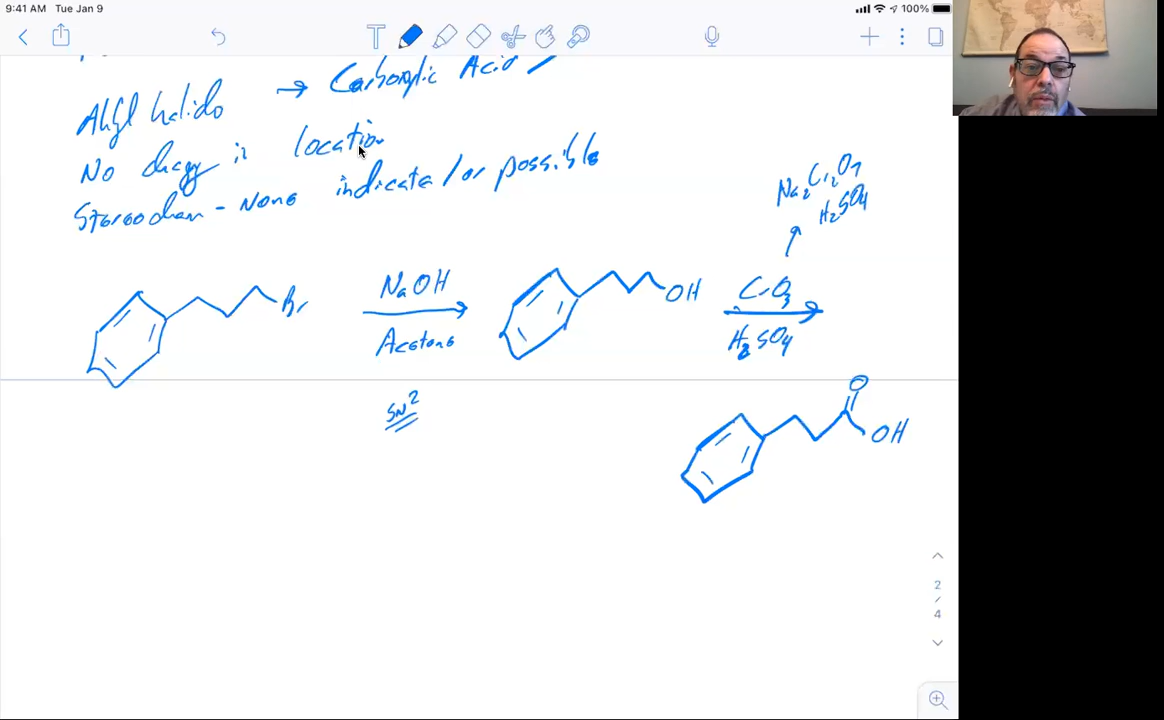 9:41 AM Tue Jan 9
100%
→ Carboxylic Acid
Alkyl halide
No change in location
Stereochem - None indicate / or possible
Na2Cr2O7
H2SO4
Br
NaOH
Acetone
SN2
OH
CrO3
H2SO4
O
OH
2
/
4